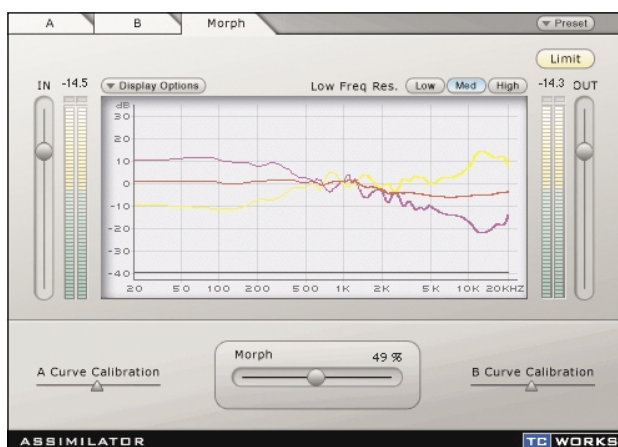 A B Morph Preset
Limit
IN -14.5 Display Options Low Freq Res. Low Med High -14.3 OUT
dB
30
20
10
0
-10
-20
-30
-40
20 50 100 200 500 1K 2K 5K 10K 20KHZ
Morph 49 %
A Curve Calibration B Curve Calibration
ASSIMILATOR TC WORKS